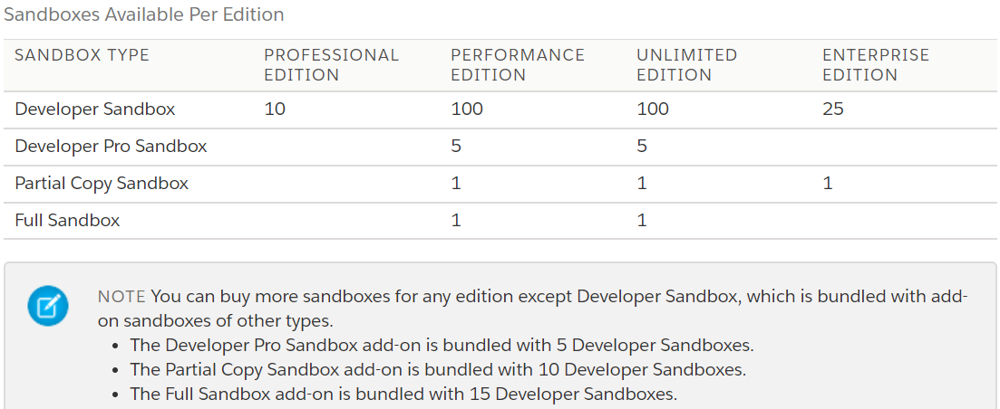 Sandboxes Available Per Edition
SANDBOX TYPE PROFESSIONAL EDITION PERFORMANCE EDITION UNLIMITED EDITION ENTERPRISE EDITION
Developer Sandbox 10 100 100 25
Developer Pro Sandbox 5 5
Partial Copy Sandbox 1 1 1
Full Sandbox 1 1
NOTE You can buy more sandboxes for any edition except Developer Sandbox, which is bundled with add-
on sandboxes of other types.
• The Developer Pro Sandbox add-on is bundled with 5 Developer Sandboxes.
• The Partial Copy Sandbox add-on is bundled with 10 Developer Sandboxes.
• The Full Sandbox add-on is bundled with 15 Developer Sandboxes.